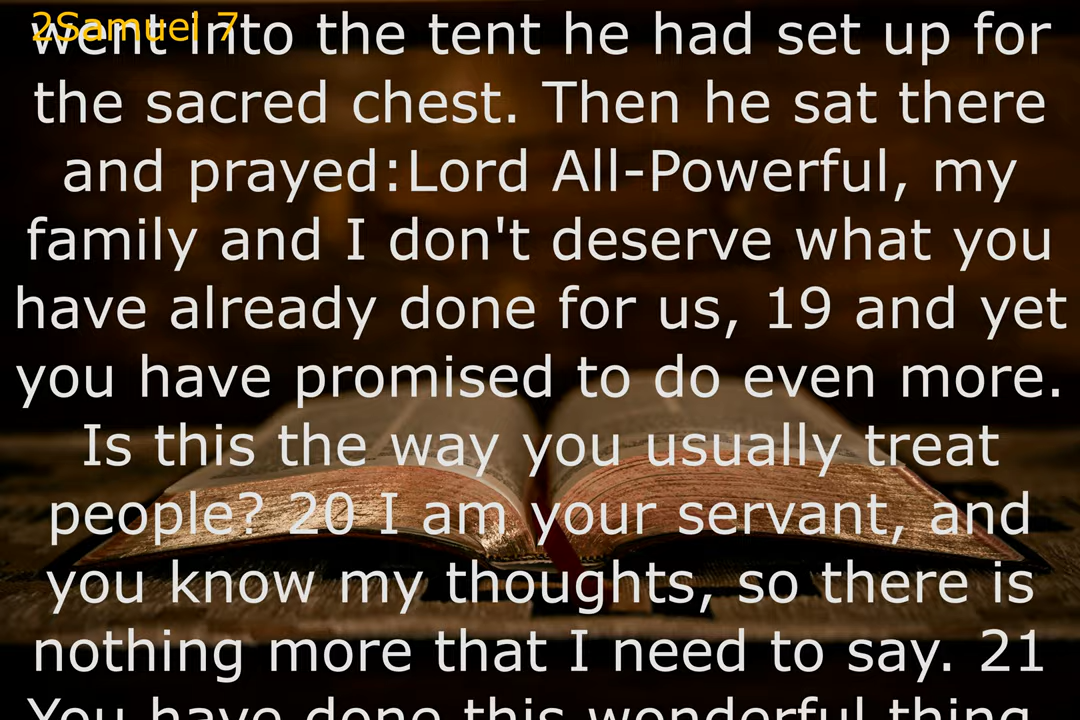 2Samuel 7
went into the tent he had set up for
the sacred chest. Then he sat there
and prayed:Lord All-Powerful, my
family and I don't deserve what you
have already done for us, 19 and yet
you have promised to do even more.
Is this the way you usually treat
people? 20 I am your servant, and
you know my thoughts, so there is
nothing more that I need to say. 21
You have done this wonderful thing